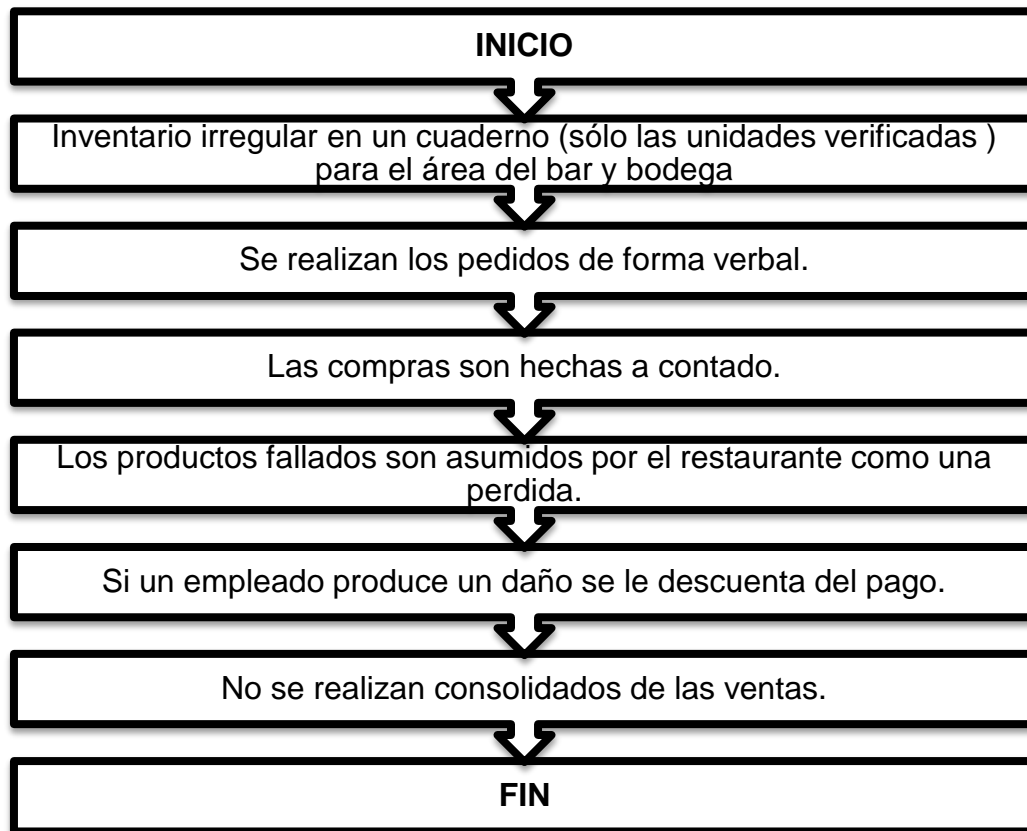 INICIO
Inventario irregular en un cuaderno (sólo las unidades verificadas )
para el área del bar y bodega
Se realizan los pedidos de forma verbal.
Las compras son hechas a contado.
Los productos fallados son asumidos por el restaurante como una
perdida.
Si un empleado produce un daño se le descuenta del pago.
No se realizan consolidados de las ventas.
FIN